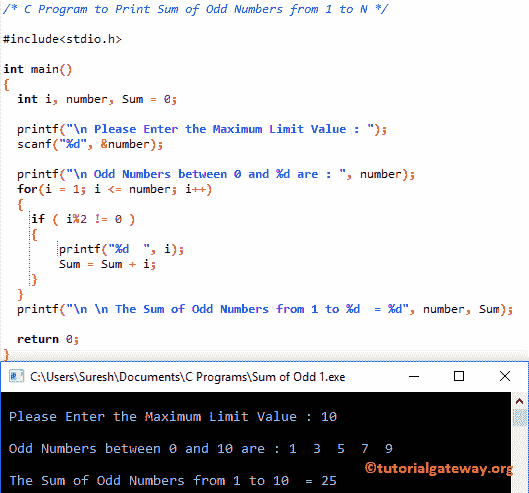 /* C Program to Print Sum of Odd Numbers from 1 to N */
#include<stdio.h>
int main()
{
int i, number, Sum = 0;
printf("\n Please Enter the Maximum Limit Value : ");
scanf("%d", &number);
printf("\n Odd Numbers between 0 and %d are : ", number);
for(i = 1; i <= number; i++)
{
if ( i%2 != 0 )
{
printf("%d  ", i);
Sum = Sum + i;
}
}
printf("\n \n The Sum of Odd Numbers from 1 to %d  = %d", number, Sum);
return 0;
}
C:\Users\Suresh\Documents\C Programs\Sum of Odd 1.exe
Please Enter the Maximum Limit Value : 10
Odd Numbers between 0 and 10 are : 1  3  5  7  9
©tutorialgateway.org
The Sum of Odd Numbers from 1 to 10  = 25